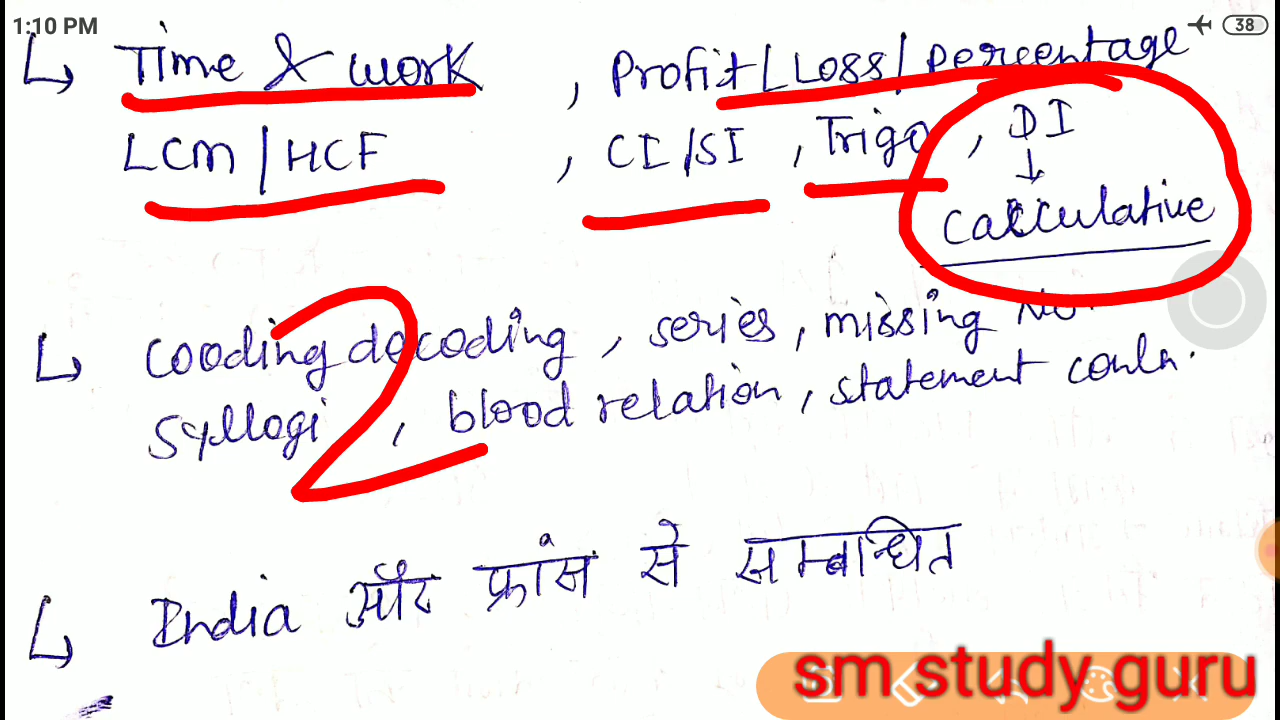 1:10 PM 38
↳ Time & work , Profit/Loss/percentage
LCM/HCF , CI/SI , Trigo , DI
↓
calculative
↳ Cooding decoding , series, missing No.
Syllogi , blood relation, statement conln.
2
↳ India और फ्रांस से सम्बन्धित
sm study guru